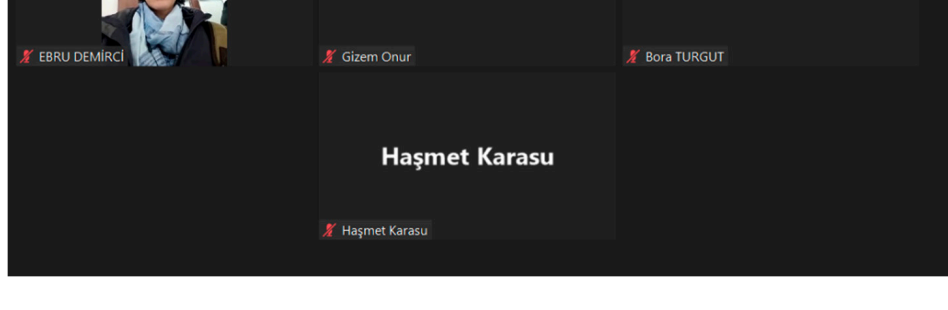 EBRU DEMİRCİ
Gizem Onur
Bora TURGUT
Haşmet Karasu
Haşmet Karasu